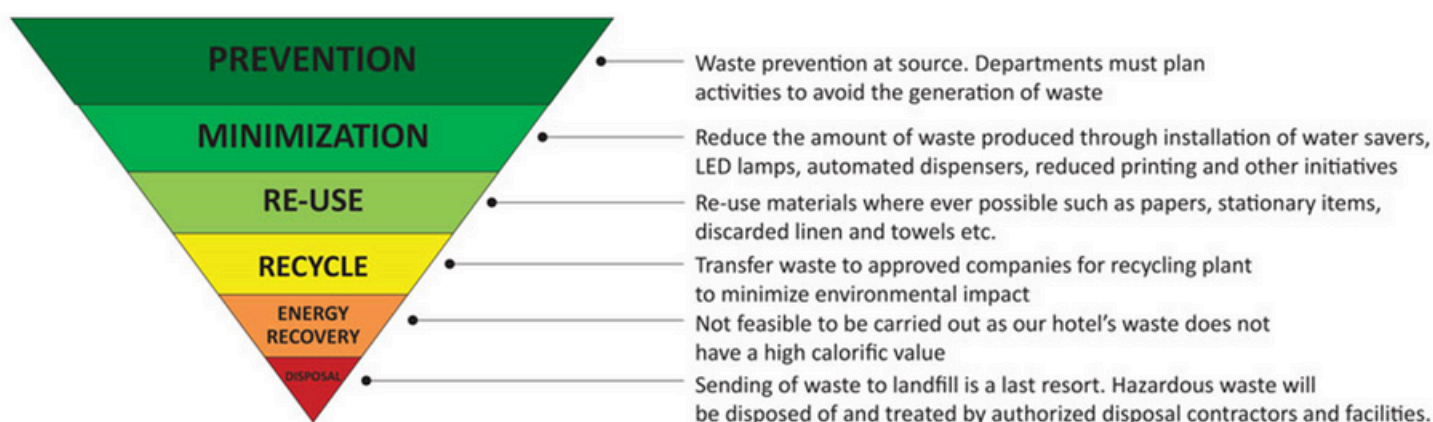 PREVENTION
Waste prevention at source. Departments must plan
activities to avoid the generation of waste
MINIMIZATION
Reduce the amount of waste produced through installation of water savers,
LED lamps, automated dispensers, reduced printing and other initiatives
RE-USE
Re-use materials where ever possible such as papers, stationary items,
discarded linen and towels etc.
RECYCLE
Transfer waste to approved companies for recycling plant
to minimize environmental impact
ENERGY
RECOVERY
Not feasible to be carried out as our hotel's waste does not
have a high calorific value
DISPOSAL
Sending of waste to landfill is a last resort. Hazardous waste will
be disposed of and treated by authorized disposal contractors and facilities.